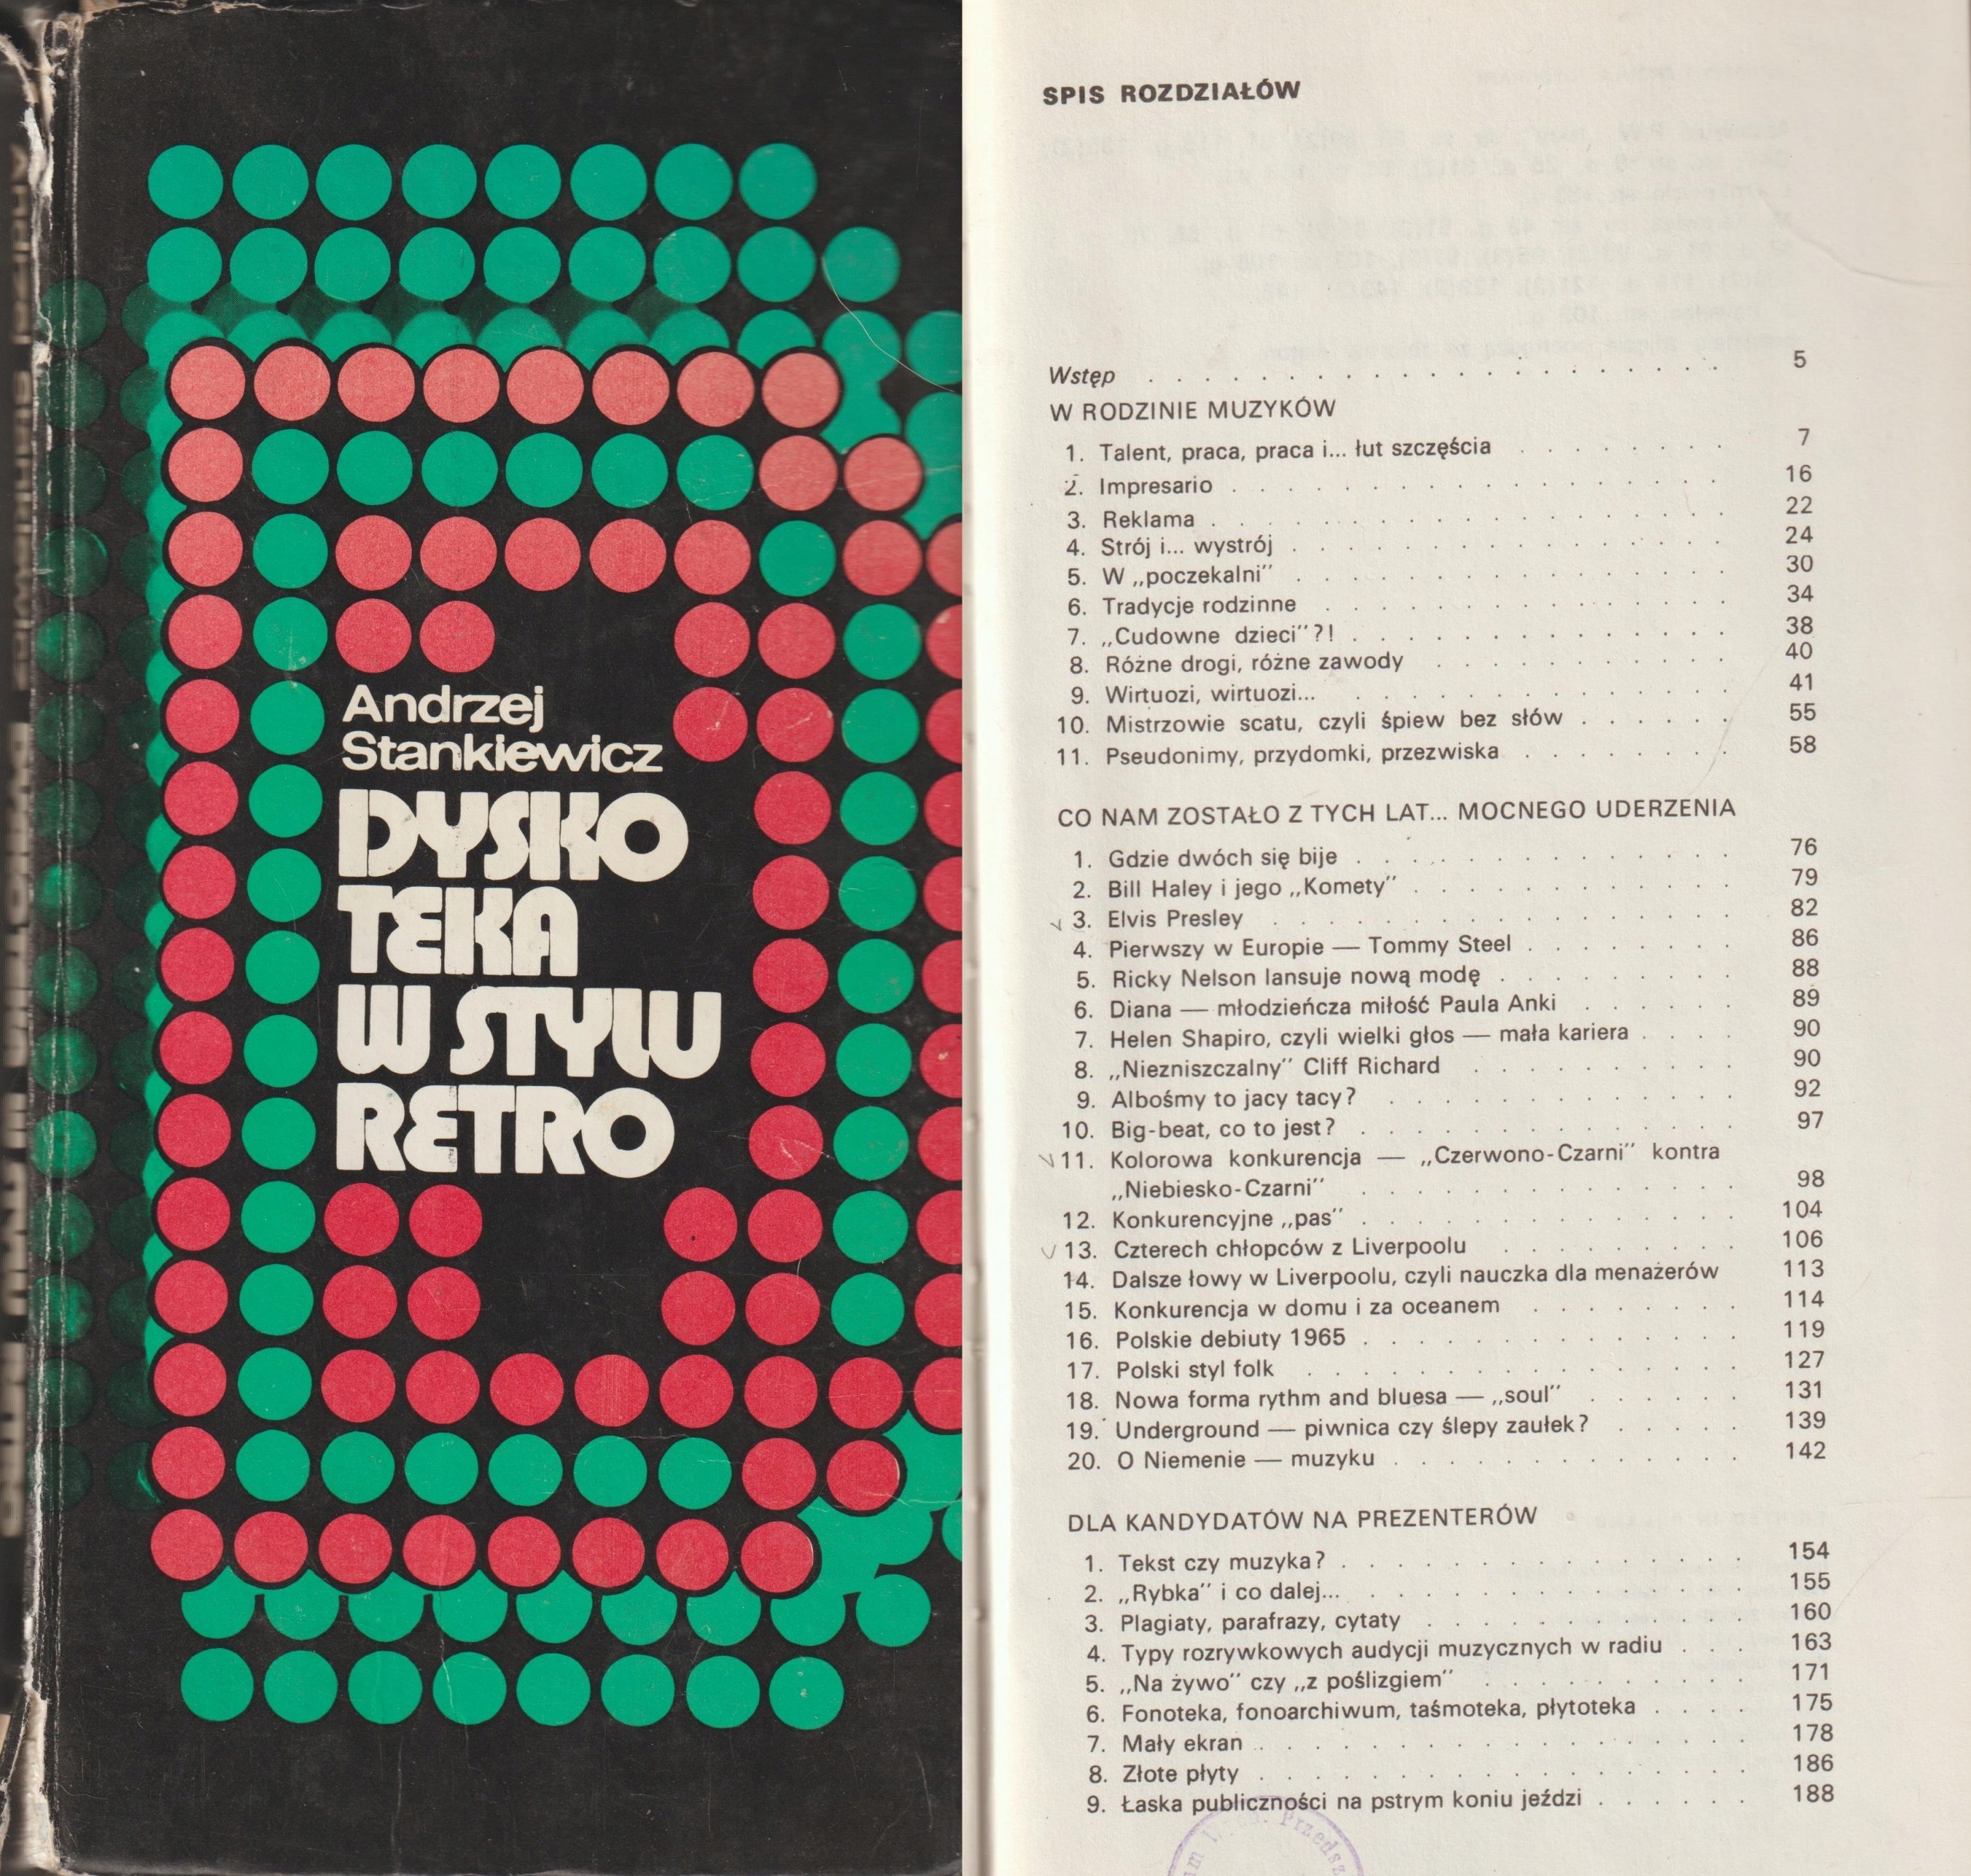 Andrzej
Stankiewicz
DYSKO
TEKA
W STYLU
RETRO
SPIS ROZDZIAŁÓW
Wstęp . . . . . . . . . . . . . . . . . . . . . 5
W RODZINIE MUZYKÓW
1. Talent, praca, praca i... łut szczęścia . . . . . . . . 7
2. Impresario . . . . . . . . . . . . . . . . . . 16
3. Reklama . . . . . . . . . . . . . . . . . . . 22
4. Strój i... wystrój . . . . . . . . . . . . . . . . 24
5. W „poczekalni” . . . . . . . . . . . . . . . . 30
6. Tradycje rodzinne . . . . . . . . . . . . . . . 34
7. „Cudowne dzieci”?! . . . . . . . . . . . . . . 38
8. Różne drogi, różne zawody . . . . . . . . . . . 40
9. Wirtuozi, wirtuozi... . . . . . . . . . . . . . . 41
10. Mistrzowie scatu, czyli śpiew bez słów . . . . . . 55
11. Pseudonimy, przydomki, przezwiska . . . . . . . . 58
CO NAM ZOSTAŁO Z TYCH LAT... MOCNEGO UDERZENIA
1. Gdzie dwóch się bije . . . . . . . . . . . . . . 76
2. Bill Haley i jego „Komety” . . . . . . . . . . . . 79
3. Elvis Presley . . . . . . . . . . . . . . . . . 82
4. Pierwszy w Europie — Tommy Steel . . . . . . . . 86
5. Ricky Nelson lansuje nową modę . . . . . . . . . 88
6. Diana — młodzieńcza miłość Paula Anki . . . . . . 89
7. Helen Shapiro, czyli wielki głos — mała kariera . . . . 90
8. „Niezniszczalny” Cliff Richard . . . . . . . . . . 90
9. Albośmy to jacy tacy? . . . . . . . . . . . . . 92
10. Big-beat, co to jest? . . . . . . . . . . . . . . 97
11. Kolorowa konkurencja — „Czerwono-Czarni” kontra
„Niebiesko-Czarni” . . . . . . . . . . . . . . 98
12. Konkurencyjne „pas” . . . . . . . . . . . . . . 104
13. Czterech chłopców z Liverpoolu . . . . . . . . . 106
14. Dalsze łowy w Liverpoolu, czyli nauczka dla menażerów 113
15. Konkurencja w domu i za oceanem . . . . . . . . 114
16. Polskie debiuty 1965 . . . . . . . . . . . . . . 119
17. Polski styl folk . . . . . . . . . . . . . . . . 127
18. Nowa forma rythm and bluesa — „soul” . . . . . . 131
19. Underground — piwnica czy ślepy zaułek? . . . . . 139
20. O Niemenie — muzyku . . . . . . . . . . . . . 142
DLA KANDYDATÓW NA PREZENTERÓW
1. Tekst czy muzyka? . . . . . . . . . . . . . . . 154
2. „Rybka” i co dalej... . . . . . . . . . . . . . . 155
3. Plagiaty, parafrazy, cytaty . . . . . . . . . . . . 160
4. Typy rozrywkowych audycji muzycznych w radiu . . . 163
5. „Na żywo” czy „z poślizgiem” . . . . . . . . . . 171
6. Fonoteka, fonoarchiwum, taśmoteka, płytoteka . . . . 175
7. Mały ekran . . . . . . . . . . . . . . . . . . 178
8. Złote płyty . . . . . . . . . . . . . . . . . . 186
9. Łaska publiczności na pstrym koniu jeździ . . . . . . 188